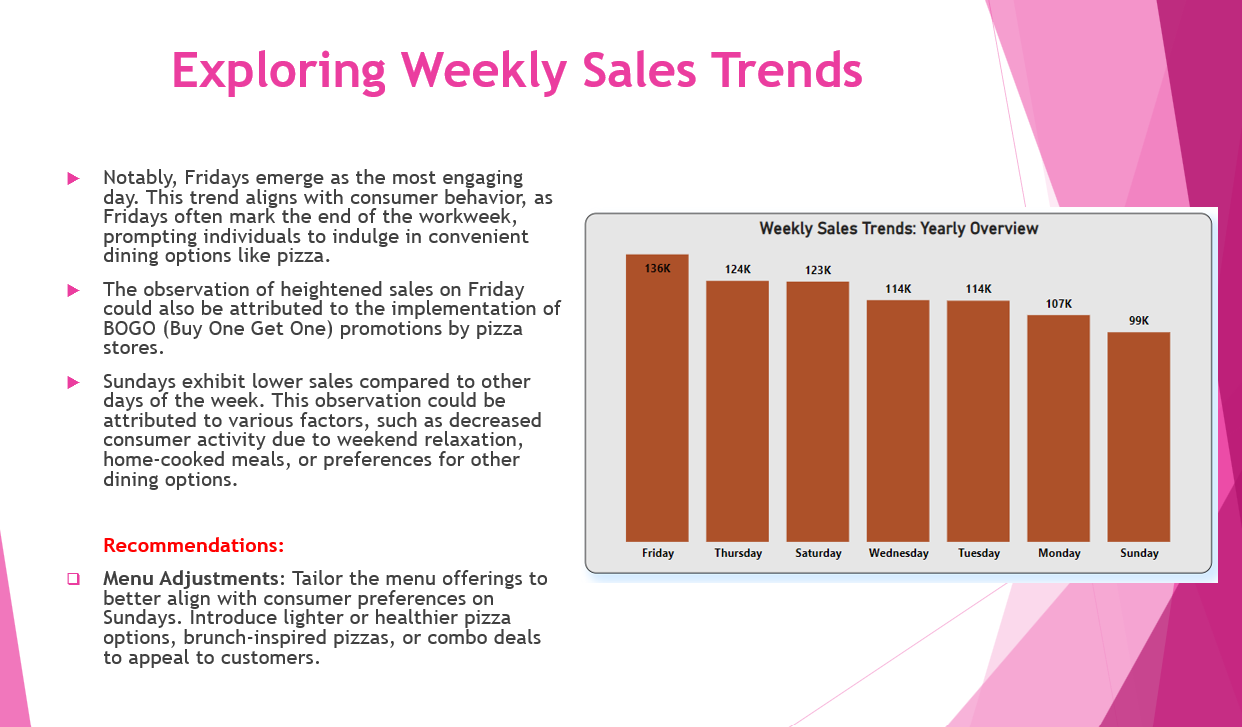 Exploring Weekly Sales Trends
Notably, Fridays emerge as the most engaging
day. This trend aligns with consumer behavior, as
Fridays often mark the end of the workweek,
prompting individuals to indulge in convenient
dining options like pizza.
The observation of heightened sales on Friday
could also be attributed to the implementation of
BOGO (Buy One Get One) promotions by pizza
stores.
Sundays exhibit lower sales compared to other
days of the week. This observation could be
attributed to various factors, such as decreased
consumer activity due to weekend relaxation,
home-cooked meals, or preferences for other
dining options.
Recommendations:
Menu Adjustments: Tailor the menu offerings to
better align with consumer preferences on
Sundays. Introduce lighter or healthier pizza
options, brunch-inspired pizzas, or combo deals
to appeal to customers.
Weekly Sales Trends: Yearly Overview
136K 124K 123K 114K 114K 107K 99K
Friday Thursday Saturday Wednesday Tuesday Monday Sunday